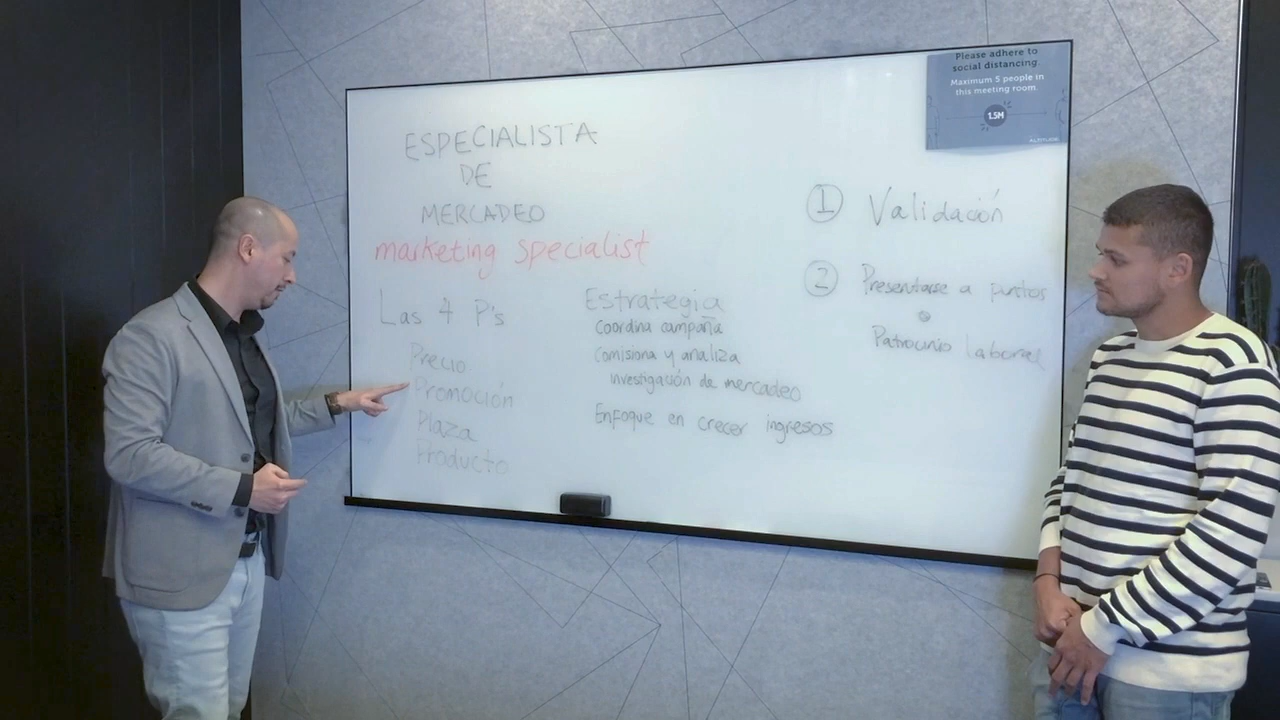 ESPECIALISTA
DE
MERCADEO
marketing specialist
Las 4 P's
Precio
Promoción
Plaza
Producto
Estrategia
Coordina campaña
Comisiona y analiza
investigación de mercadeo
Enfoque en crecer ingresos
1 Validación
2 Presentarse a puntos
Patrocinio laboral
Please adhere to
social distancing.
Maximum 5 people in
this meeting room.
1.5M
ALTITUDE